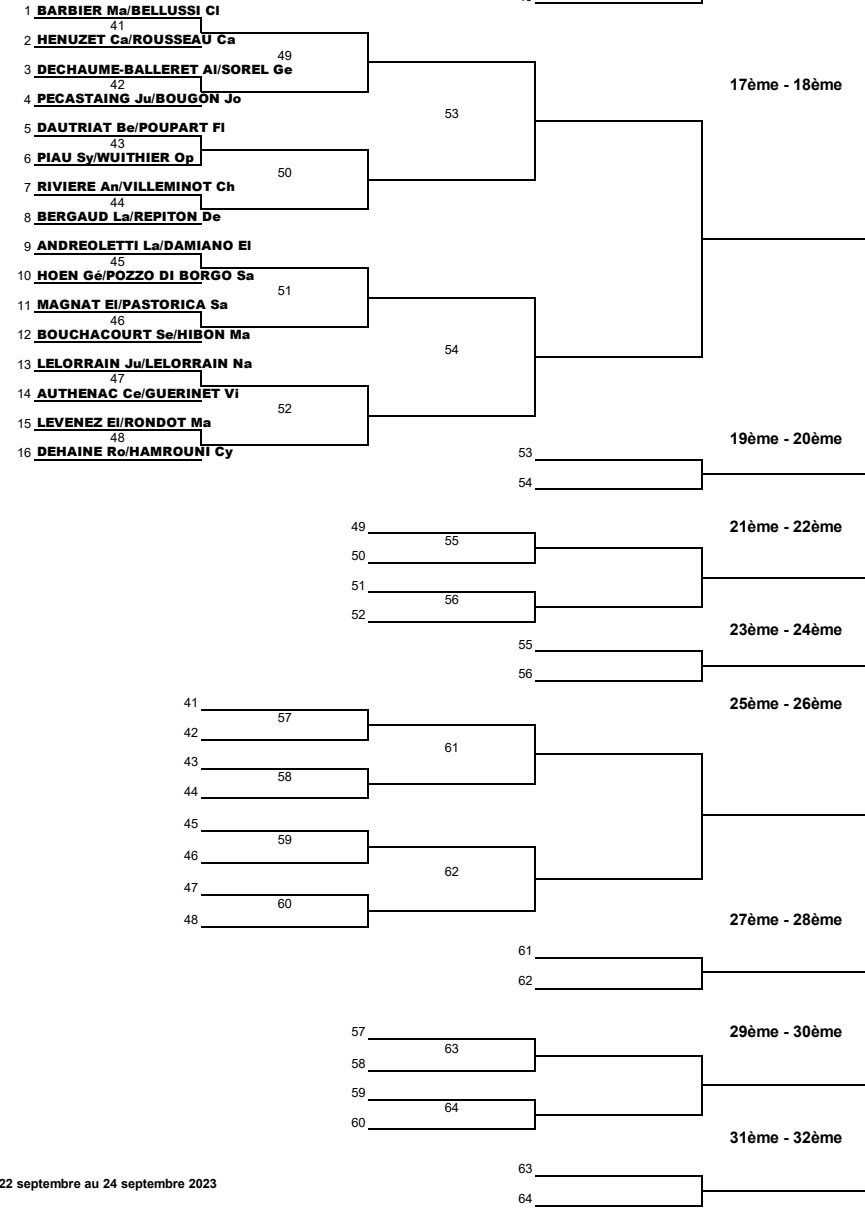 1 BARBIER Ma/BELLUSSI Cl
41
2 HENUZET Ca/ROUSSEAU Ca
49
3 DECHAUME-BALLERET Al/SOREL Ge
42
17ème - 18ème
4 PECASTAING Ju/BOUGON Jo
53
5 DAUTRIAT Be/POUPART Fl
43
6 PIAU Sy/WUITHIER Op
50
7 RIVIERE An/VILLEMINOT Ch
44
8 BERGAUD La/REPITON De
9 ANDREOLETTI La/DAMIANO El
45
10 HOEN Gé/POZZO DI BORGO Sa
51
11 MAGNAT El/PASTORICA Sa
46
12 BOUCHACOURT Se/HIBON Ma
54
13 LELORRAIN Ju/LELORRAIN Na
47
14 AUTHENAC Ce/GUERINET Vi
52
15 LEVENEZ El/RONDOT Ma
48
19ème - 20ème
16 DEHAINE Ro/HAMROUNI Cy
53
54
49
21ème - 22ème
55
50
51
56
52
23ème - 24ème
55
56
41
25ème - 26ème
57
42
61
43
58
44
45
59
46
62
47
60
48
27ème - 28ème
61
62
57
29ème - 30ème
63
58
59
64
60
31ème - 32ème
63
22 septembre au 24 septembre 2023
64